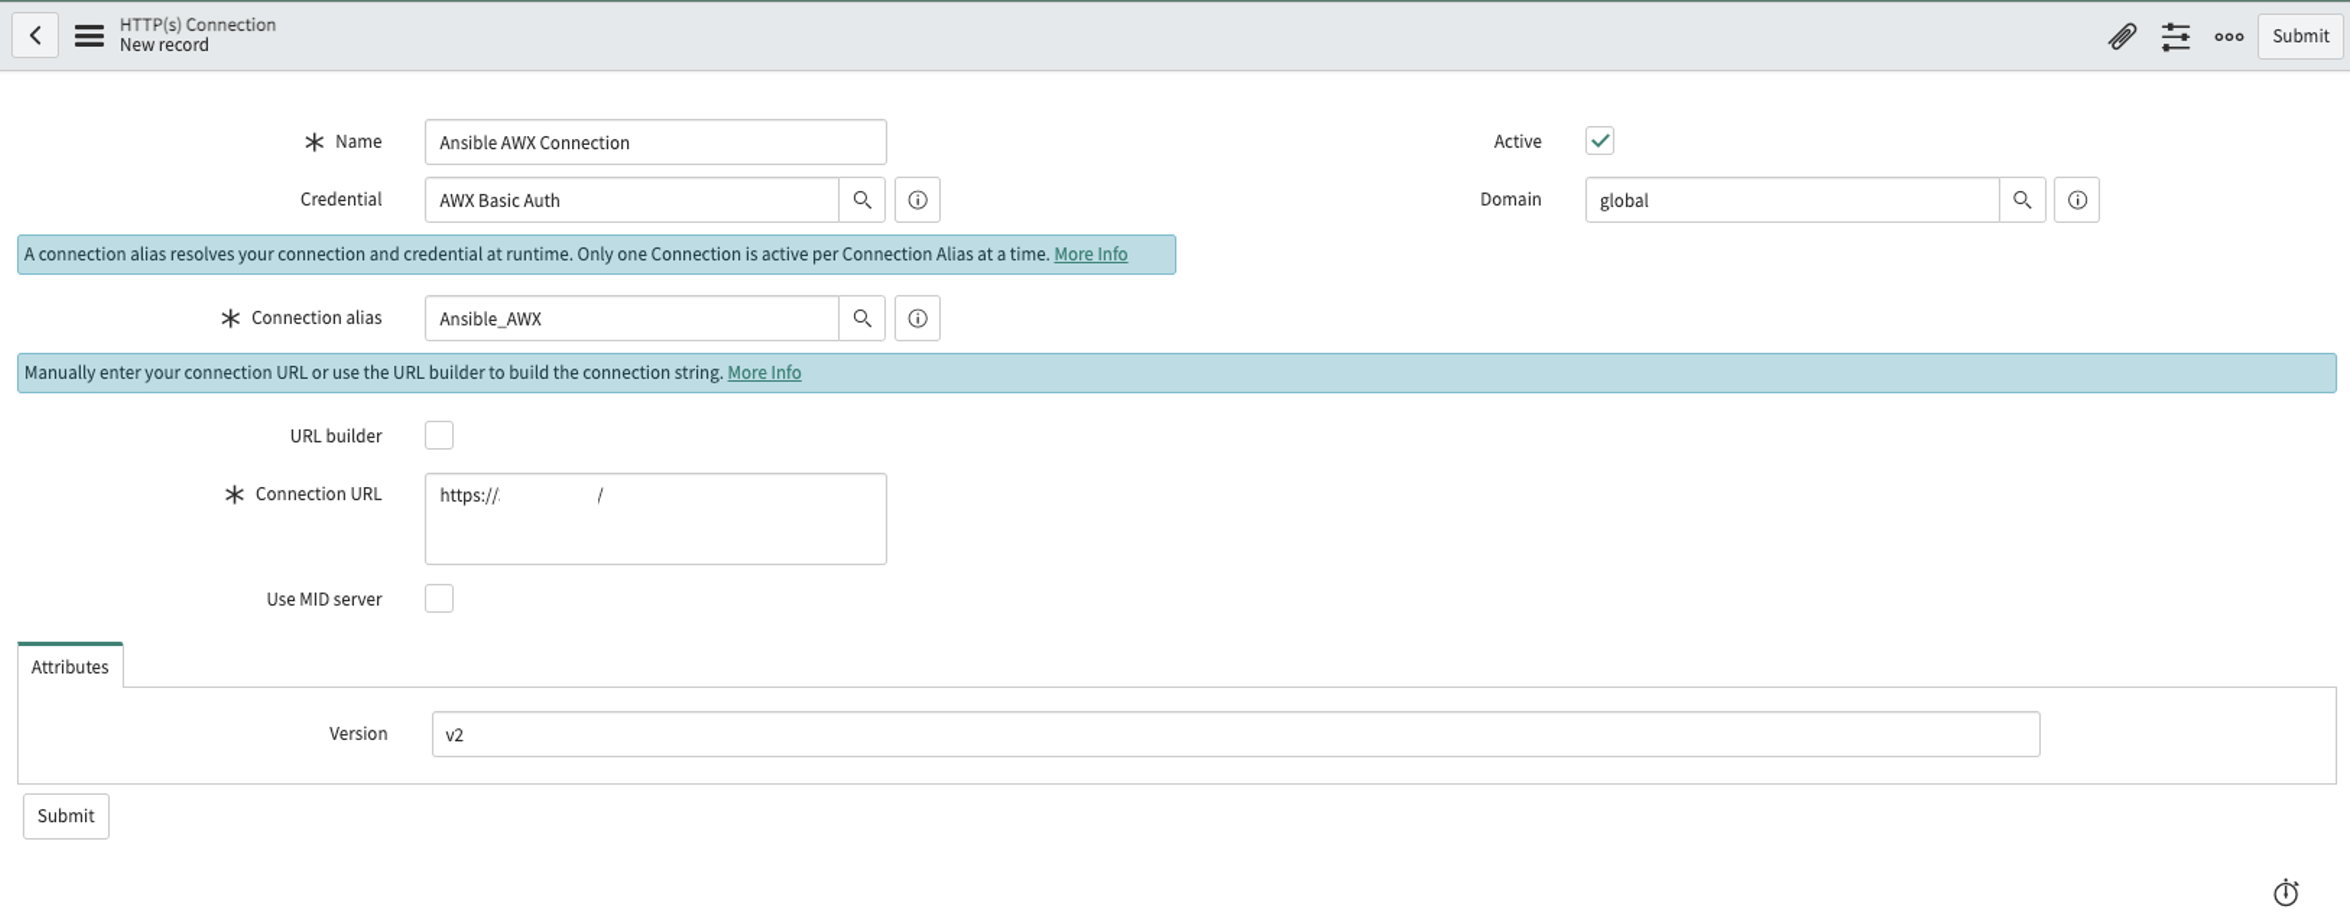 HTTP(s) Connection
New record
Submit
Name
Ansible AWX Connection
Active
Credential
AWX Basic Auth
Domain
global
A connection alias resolves your connection and credential at runtime. Only one Connection is active per Connection Alias at a time. More Info
Connection alias
Ansible_AWX
Manually enter your connection URL or use the URL builder to build the connection string. More Info
URL builder
Connection URL
https:// /
Use MID server
Attributes
Version
v2
Submit